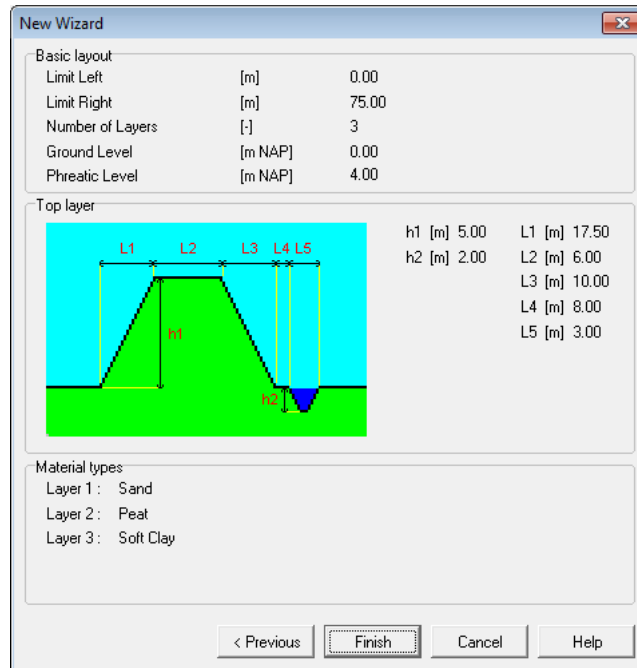 New Wizard
Basic layout
Limit Left [m] 0.00
Limit Right [m] 75.00
Number of Layers [-] 3
Ground Level [m NAP] 0.00
Phreatic Level [m NAP] 4.00
Top layer
L1 L2 L3 L4 L5
h1
h2
h1 [m] 5.00 L1 [m] 17.50
h2 [m] 2.00 L2 [m] 6.00
L3 [m] 10.00
L4 [m] 8.00
L5 [m] 3.00
Material types
Layer 1 : Sand
Layer 2 : Peat
Layer 3 : Soft Clay
< Previous Finish Cancel Help